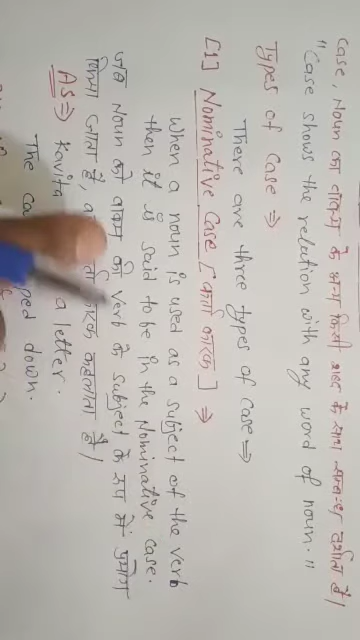 Case, Noun का वाक्य के अन्य किसी शब्द के साथ सम्बन्ध दर्शाता है।
"Case shows the relation with any word of noun."
Types of Case ⇒
There are three types of Case ⇒
[1] Nominative Case [कर्ता कारक] ⇒
When a noun is used as a subject of the verb
then it is said to be in the Nominative case.
जब Noun को वाक्य की Verb के subject के रूप में प्रयोग
किया जाता है, कारक कहलाता है।
AS ⇒ Kavita a letter.
The ped down.